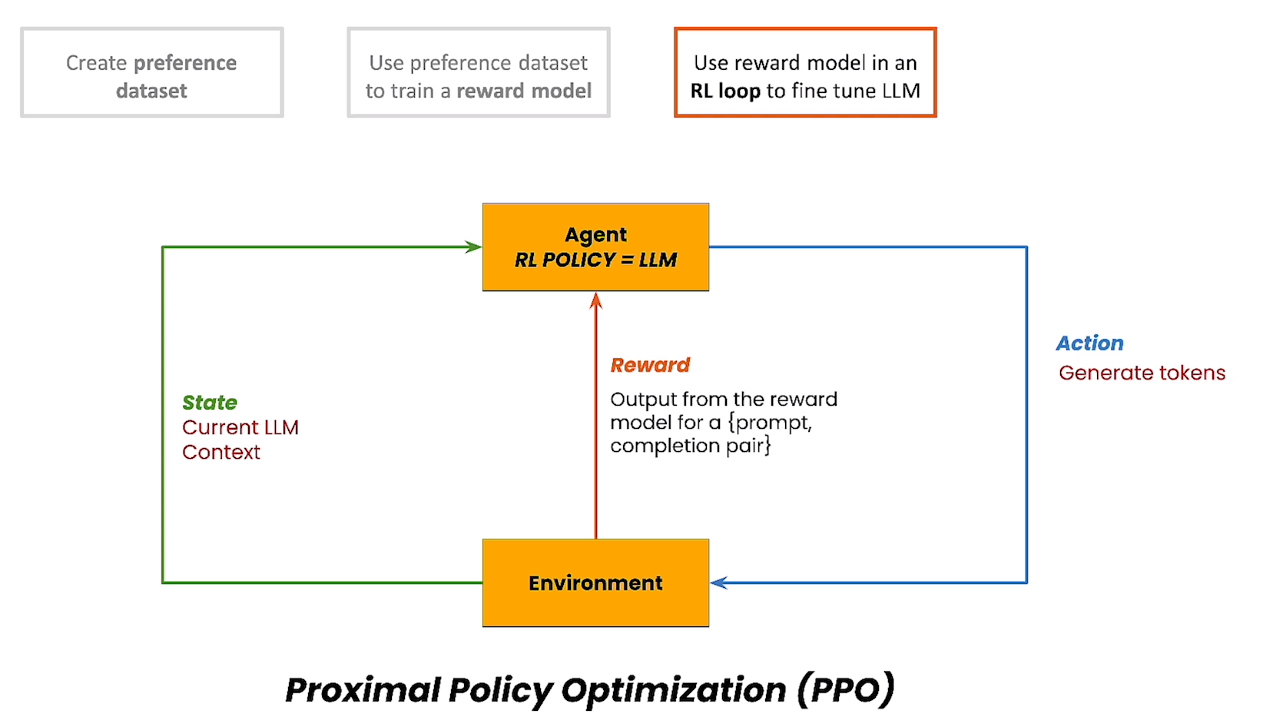 Create preference
dataset
Use preference dataset
to train a reward model
Use reward model in an
RL loop to fine tune LLM
Agent
RL POLICY = LLM
Action
Generate tokens
Reward
Output from the reward
model for a {prompt,
completion pair}
State
Current LLM
Context
Environment
Proximal Policy Optimization (PPO)